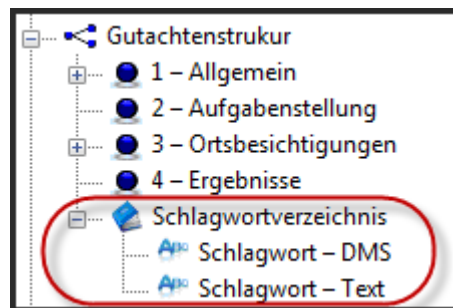 Gutachtenstrukur
1 – Allgemein
2 – Aufgabenstellung
3 – Ortsbesichtigungen
4 – Ergebnisse
Schlagwortverzeichnis
Schlagwort – DMS
Schlagwort – Text